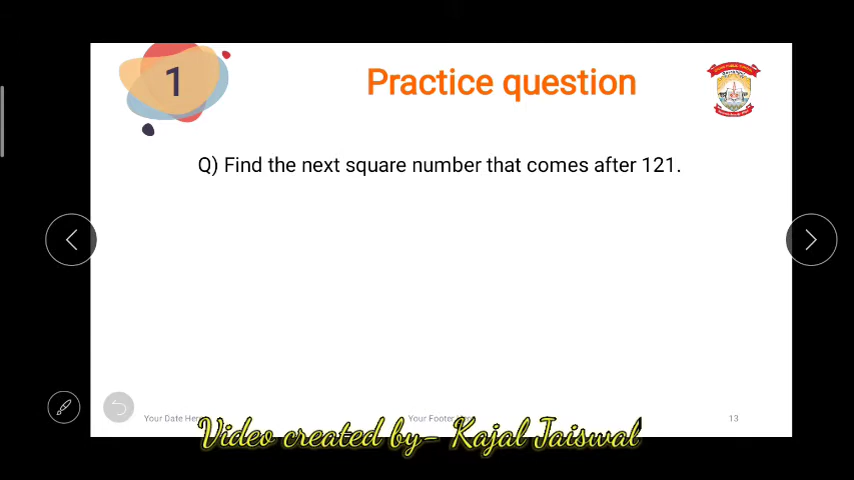 1
Practice question
Q) Find the next square number that comes after 121.
Your Date Here
Your Footer Here
13
Video created by- Kajal Jaiswal